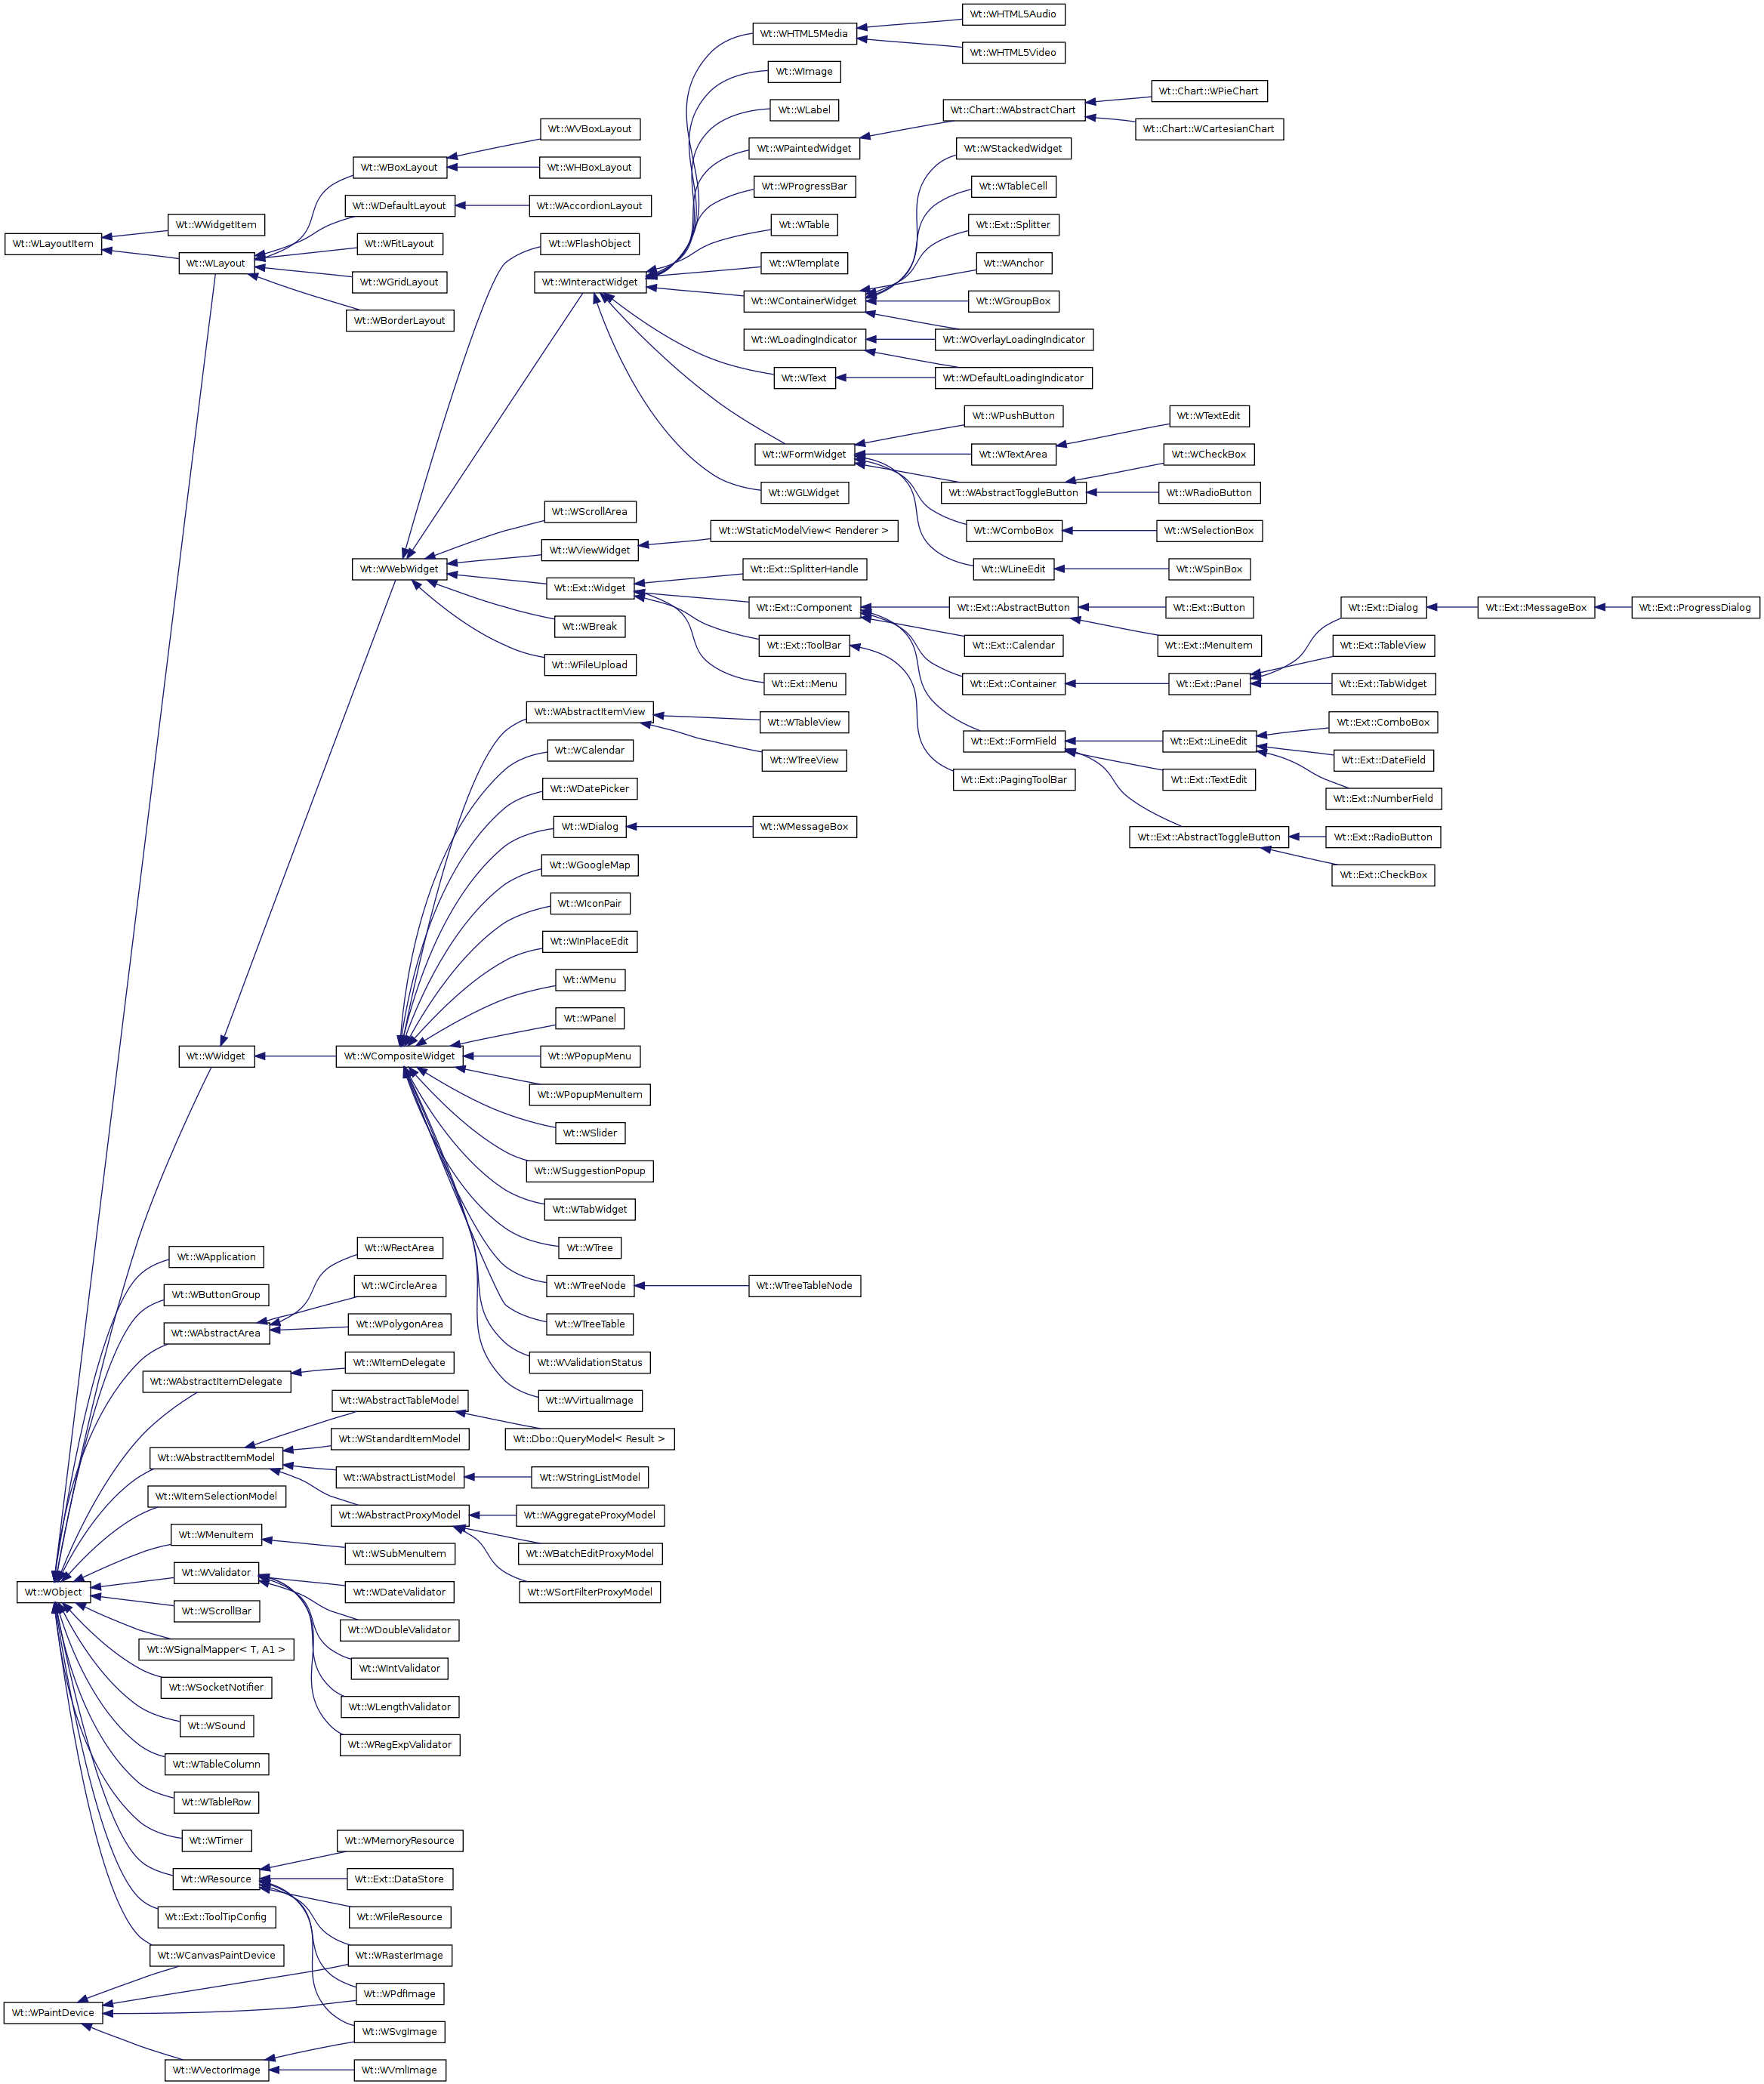 Wt::WHTML5Audio
Wt::WHTML5Media
Wt::WHTML5Video
Wt::WImage
Wt::Chart::WPieChart
Wt::WLabel
Wt::Chart::WAbstractChart
Wt::WVBoxLayout
Wt::Chart::WCartesianChart
Wt::WPaintedWidget
Wt::WStackedWidget
Wt::WBoxLayout
Wt::WHBoxLayout
Wt::WProgressBar
Wt::WTableCell
Wt::WDefaultLayout
Wt::WAccordionLayout
Wt::WWidgetItem
Wt::WTable
Wt::Ext::Splitter
Wt::WLayoutItem
Wt::WFitLayout
Wt::WFlashObject
Wt::WLayout
Wt::WTemplate
Wt::WAnchor
Wt::WGridLayout
Wt::WInteractWidget
Wt::WContainerWidget
Wt::WGroupBox
Wt::WBorderLayout
Wt::WLoadingIndicator
Wt::WOverlayLoadingIndicator
Wt::WText
Wt::WDefaultLoadingIndicator
Wt::WPushButton
Wt::WTextEdit
Wt::WFormWidget
Wt::WTextArea
Wt::WCheckBox
Wt::WGLWidget
Wt::WAbstractToggleButton
Wt::WRadioButton
Wt::WScrollArea
Wt::WStaticModelView< Renderer >
Wt::WComboBox
Wt::WSelectionBox
Wt::WViewWidget
Wt::WWebWidget
Wt::Ext::SplitterHandle
Wt::WLineEdit
Wt::WSpinBox
Wt::Ext::Widget
Wt::Ext::Component
Wt::Ext::AbstractButton
Wt::Ext::Button
Wt::Ext::Dialog
Wt::Ext::MessageBox
Wt::Ext::ProgressDialog
Wt::WBreak
Wt::Ext::ToolBar
Wt::Ext::Calendar
Wt::Ext::MenuItem
Wt::Ext::TableView
Wt::WFileUpload
Wt::Ext::Menu
Wt::Ext::Container
Wt::Ext::Panel
Wt::Ext::TabWidget
Wt::WAbstractItemView
Wt::WTableView
Wt::Ext::ComboBox
Wt::Ext::FormField
Wt::Ext::LineEdit
Wt::WCalendar
Wt::WTreeView
Wt::Ext::DateField
Wt::Ext::PagingToolBar
Wt::Ext::TextEdit
Wt::WDatePicker
Wt::Ext::NumberField
Wt::WDialog
Wt::WMessageBox
Wt::Ext::AbstractToggleButton
Wt::Ext::RadioButton
Wt::WGoogleMap
Wt::Ext::CheckBox
Wt::WIconPair
Wt::WInPlaceEdit
Wt::WMenu
Wt::WPanel
Wt::WWidget
Wt::WCompositeWidget
Wt::WPopupMenu
Wt::WPopupMenuItem
Wt::WSlider
Wt::WSuggestionPopup
Wt::WTabWidget
Wt::WTree
Wt::WApplication
Wt::WRectArea
Wt::WButtonGroup
Wt::WCircleArea
Wt::WTreeNode
Wt::WTreeTableNode
Wt::WAbstractArea
Wt::WPolygonArea
Wt::WTreeTable
Wt::WAbstractItemDelegate
Wt::WItemDelegate
Wt::WValidationStatus
Wt::WAbstractTableModel
Wt::WVirtualImage
Wt::WStandardItemModel
Wt::Dbo::QueryModel< Result >
Wt::WAbstractItemModel
Wt::WAbstractListModel
Wt::WStringListModel
Wt::WItemSelectionModel
Wt::WAbstractProxyModel
Wt::WAggregateProxyModel
Wt::WMenuItem
Wt::WSubMenuItem
Wt::WBatchEditProxyModel
Wt::WValidator
Wt::WObject
Wt::WDateValidator
Wt::WSortFilterProxyModel
Wt::WScrollBar
Wt::WDoubleValidator
Wt::WSignalMapper< T, A1 >
Wt::WIntValidator
Wt::WSocketNotifier
Wt::WLengthValidator
Wt::WSound
Wt::WRegExpValidator
Wt::WTableColumn
Wt::WTableRow
Wt::WTimer
Wt::WMemoryResource
Wt::WResource
Wt::Ext::DataStore
Wt::Ext::ToolTipConfig
Wt::WFileResource
Wt::WCanvasPaintDevice
Wt::WRasterImage
Wt::WPaintDevice
Wt::WPdfImage
Wt::WSvgImage
Wt::WVectorImage
Wt::WVmlImage